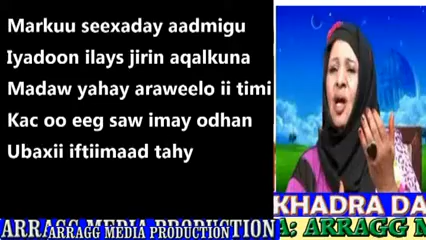 Markuu seexaday aadmigu
Iyadoon ilays jirin aqalkuna
Madaw yahay araweelo ii timi
Kac oo eeg saw imay odhan
Ubaxii iftiimaad tahy
KHADRA DA
ARRAGG MEDIA PRODUCTION
A: ARRAGG M
ARRAGG MEDIA PRODUCTION